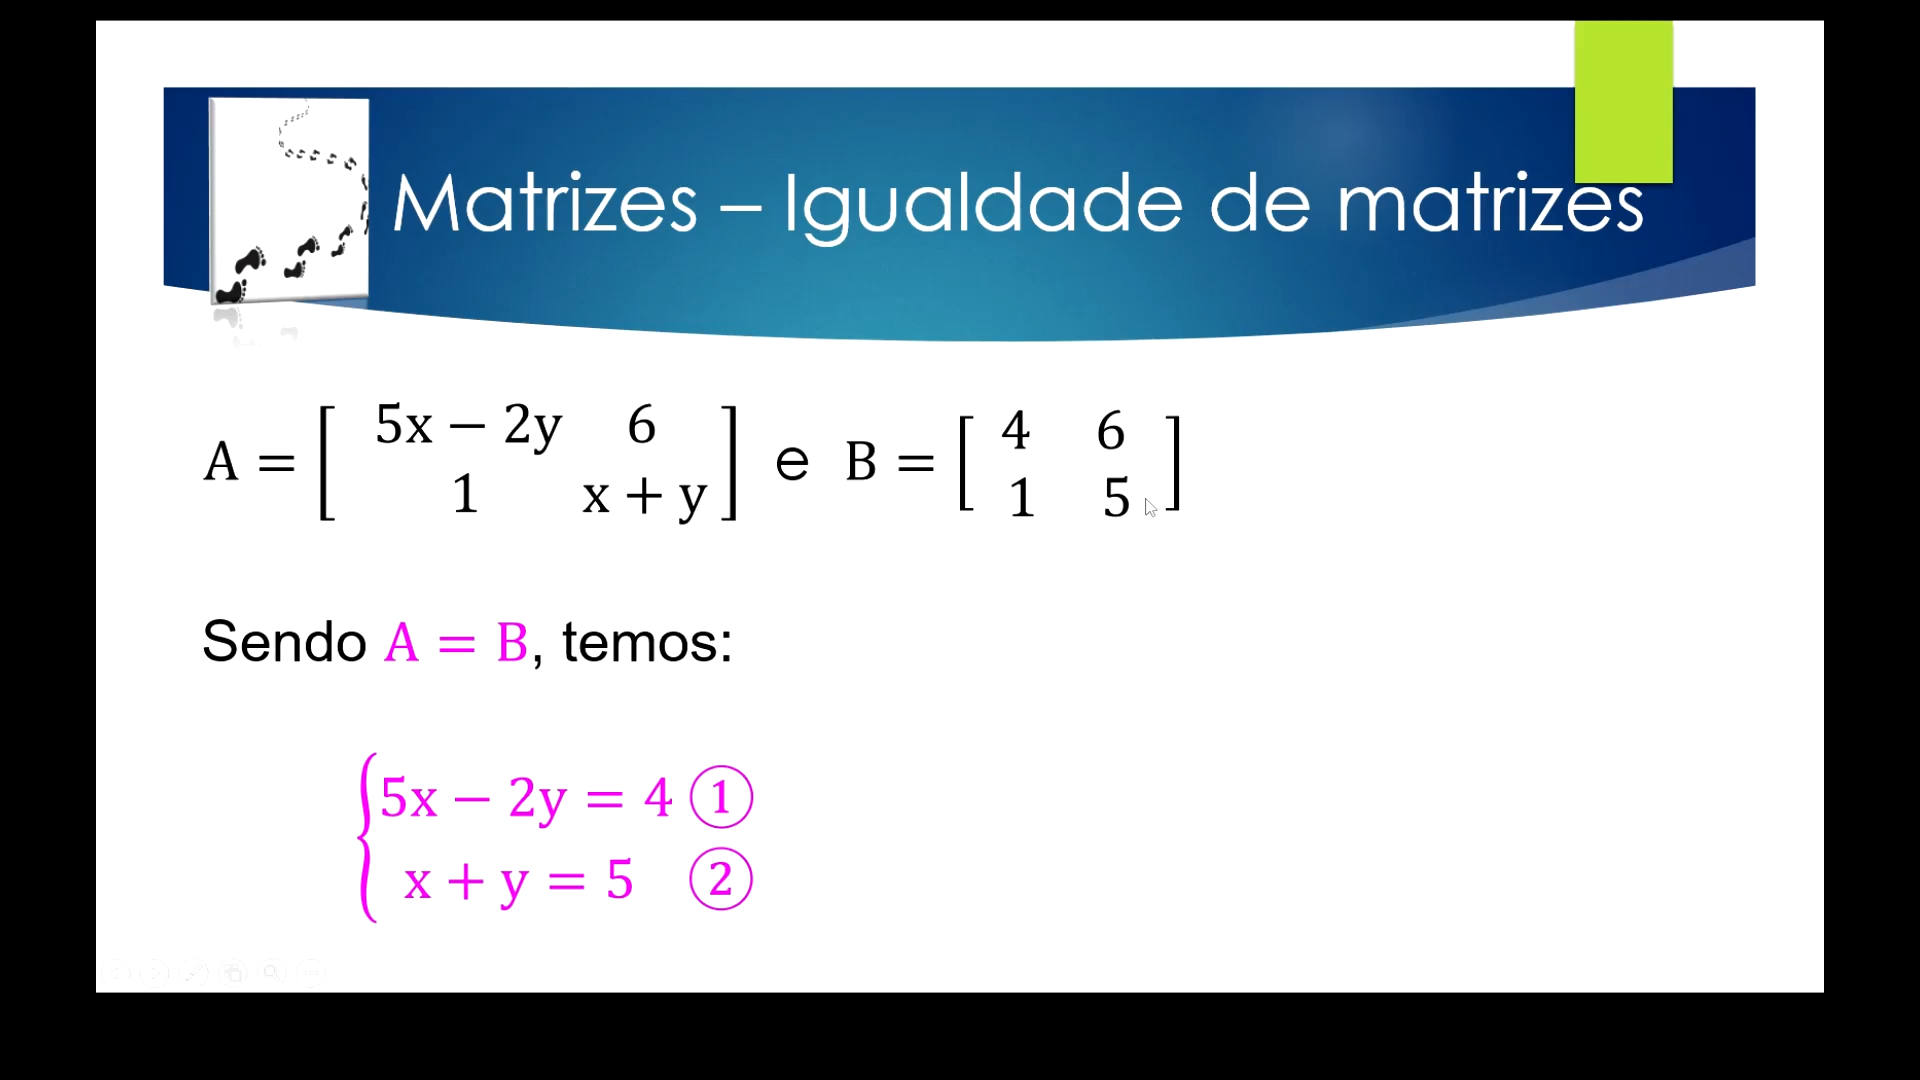 Matrizes – Igualdade de matrizes
A = [ 5x − 2y 6
1 x + y ] e B = [ 4 6
1 5 ]
Sendo A = B, temos:
{ 5x − 2y = 4 ①
x + y = 5 ②